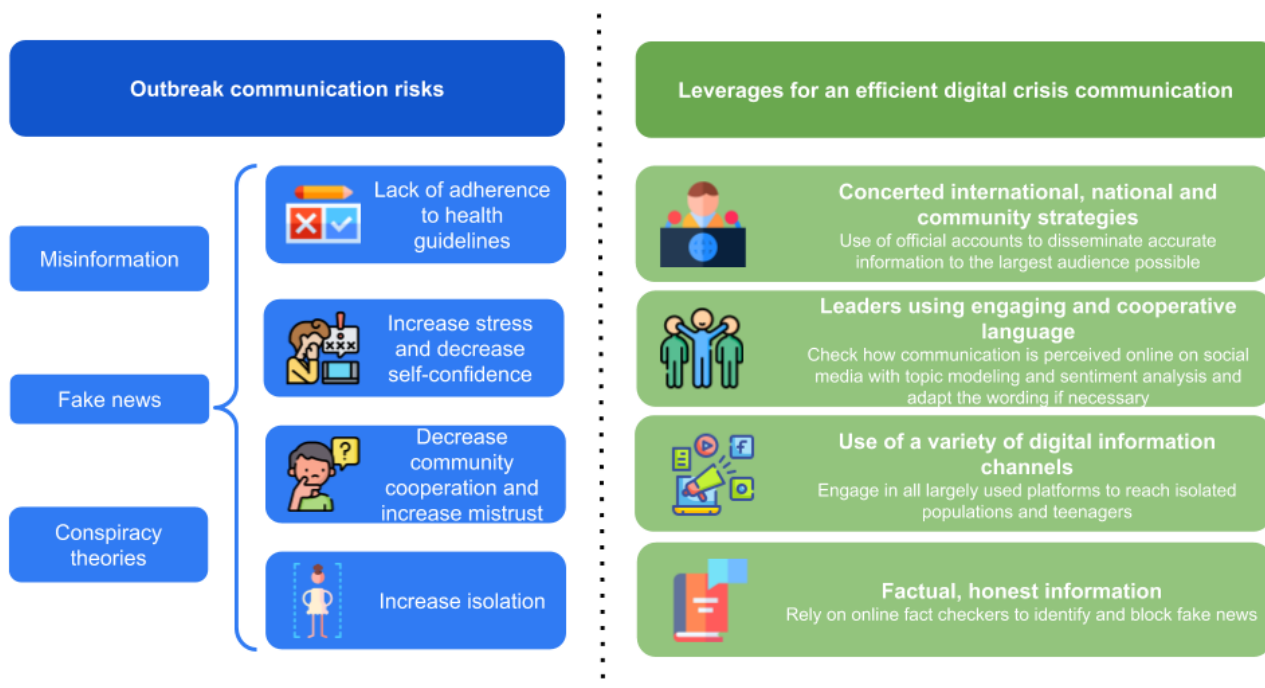 Outbreak communication risks
Misinformation
Fake news
Conspiracy
theories
Lack of adherence
to health
guidelines
Increase stress
and decrease
self-confidence
Decrease
community
cooperation and
increase mistrust
Increase isolation
Leverages for an efficient digital crisis communication
Concerted international, national and
community strategies
Use of official accounts to disseminate accurate
information to the largest audience possible
Leaders using engaging and cooperative
language
Check how communication is perceived online on social
media with topic modeling and sentiment analysis and
adapt the wording if necessary
Use of a variety of digital information
channels
Engage in all largely used platforms to reach isolated
populations and teenagers
Factual, honest information
Rely on online fact checkers to identify and block fake news